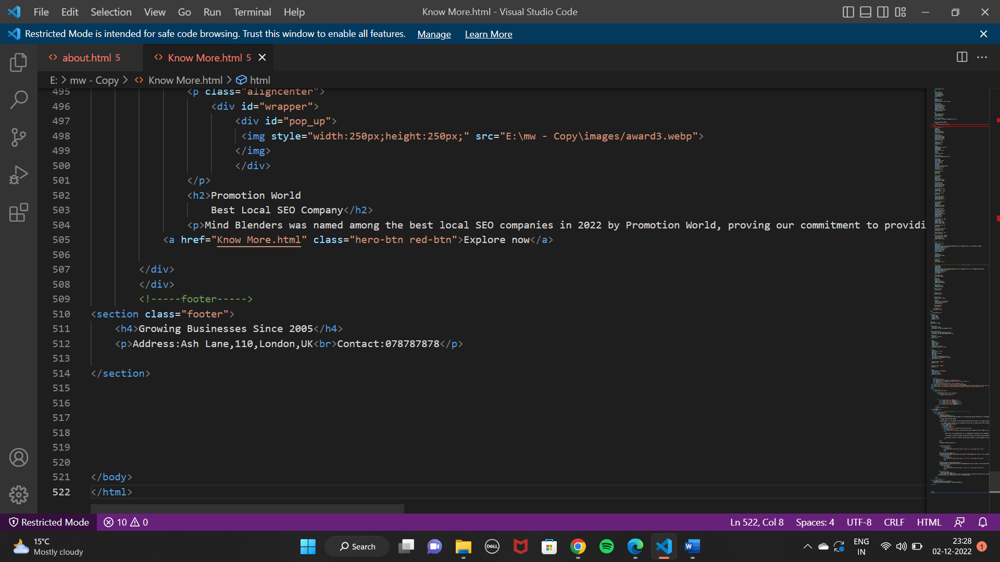 File Edit Selection View Go Run Terminal Help
Know More.html - Visual Studio Code
Restricted Mode is intended for safe code browsing. Trust this window to enable all features. Manage Learn More
about.html 5
Know More.html 5
E: > mw - Copy > Know More.html > html
495 <p class="aligncenter">
496 <div id="wrapper">
497 <div id="pop_up">
498 <img style="width:250px;height:250px;" src="E:\mw - Copy\images/award3.webp">
499 </img>
500 </div>
501 </p>
502 <h2>Promotion World
503 Best Local SEO Company</h2>
504 <p>Mind Blenders was named among the best local SEO companies in 2022 by Promotion World, proving our commitment to providi
505 <a href="Know More.html" class="hero-btn red-btn">Explore now</a>
506
507 </div>
508 </div>
509 <!-----footer----->
510 <section class="footer">
511 <h4>Growing Businesses Since 2005</h4>
512 <p>Address:Ash Lane,110,London,UK<br>Contact:078787878</p>
513
514 </section>
515
516
517
518
519
520
521 </body>
522 </html>
Restricted Mode 10 0
Ln 522, Col 8 Spaces: 4 UTF-8 CRLF HTML
15°C
Mostly cloudy
Search
DELL
ENG
IN
23:28
02-12-2022
1